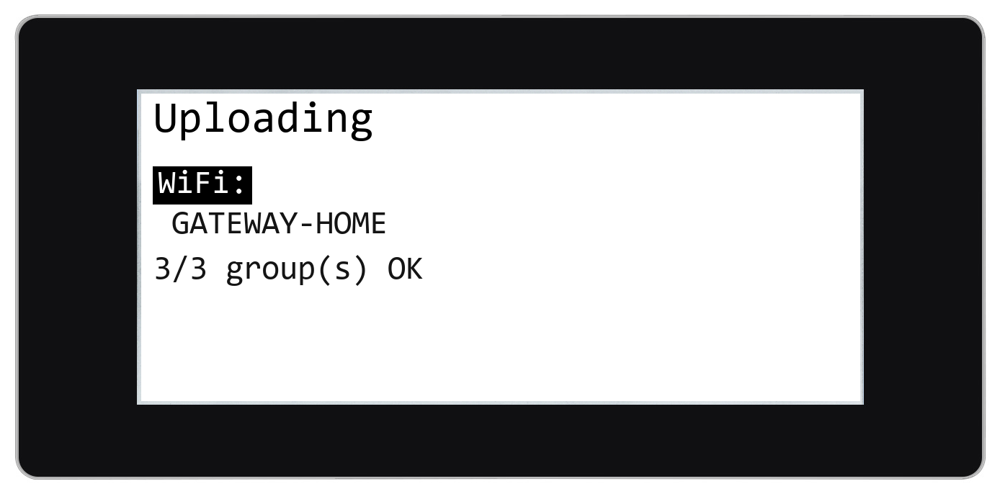 Uploading
WiFi:
GATEWAY-HOME
3/3 group(s) OK